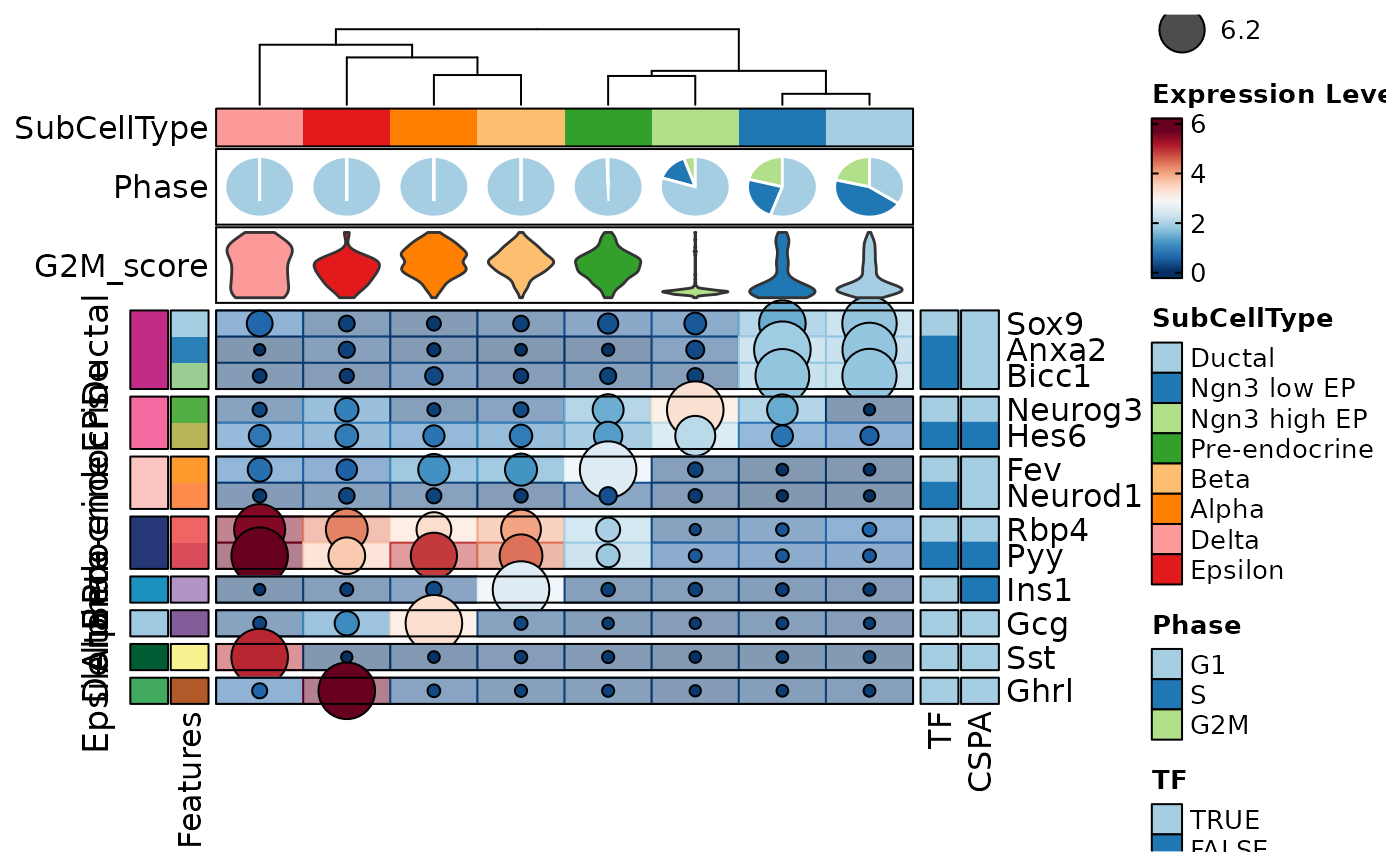 6.2
Expression Leve
6
4
2
0
SubCellType
Phase
G2M_score
Ductal
Sox9
Anxa2
Bicc1
Neurog3
Hes6
Fev
Neurod1
Rbp4
Pyy
Ins1
Gcg
Sst
Ghrl
Features
TF
CSPA
SubCellType
Ductal
Ngn3 low EP
Ngn3 high EP
Pre-endocrine
Beta
Alpha
Delta
Epsilon
Phase
G1
S
G2M
TF
TRUE
FALSE